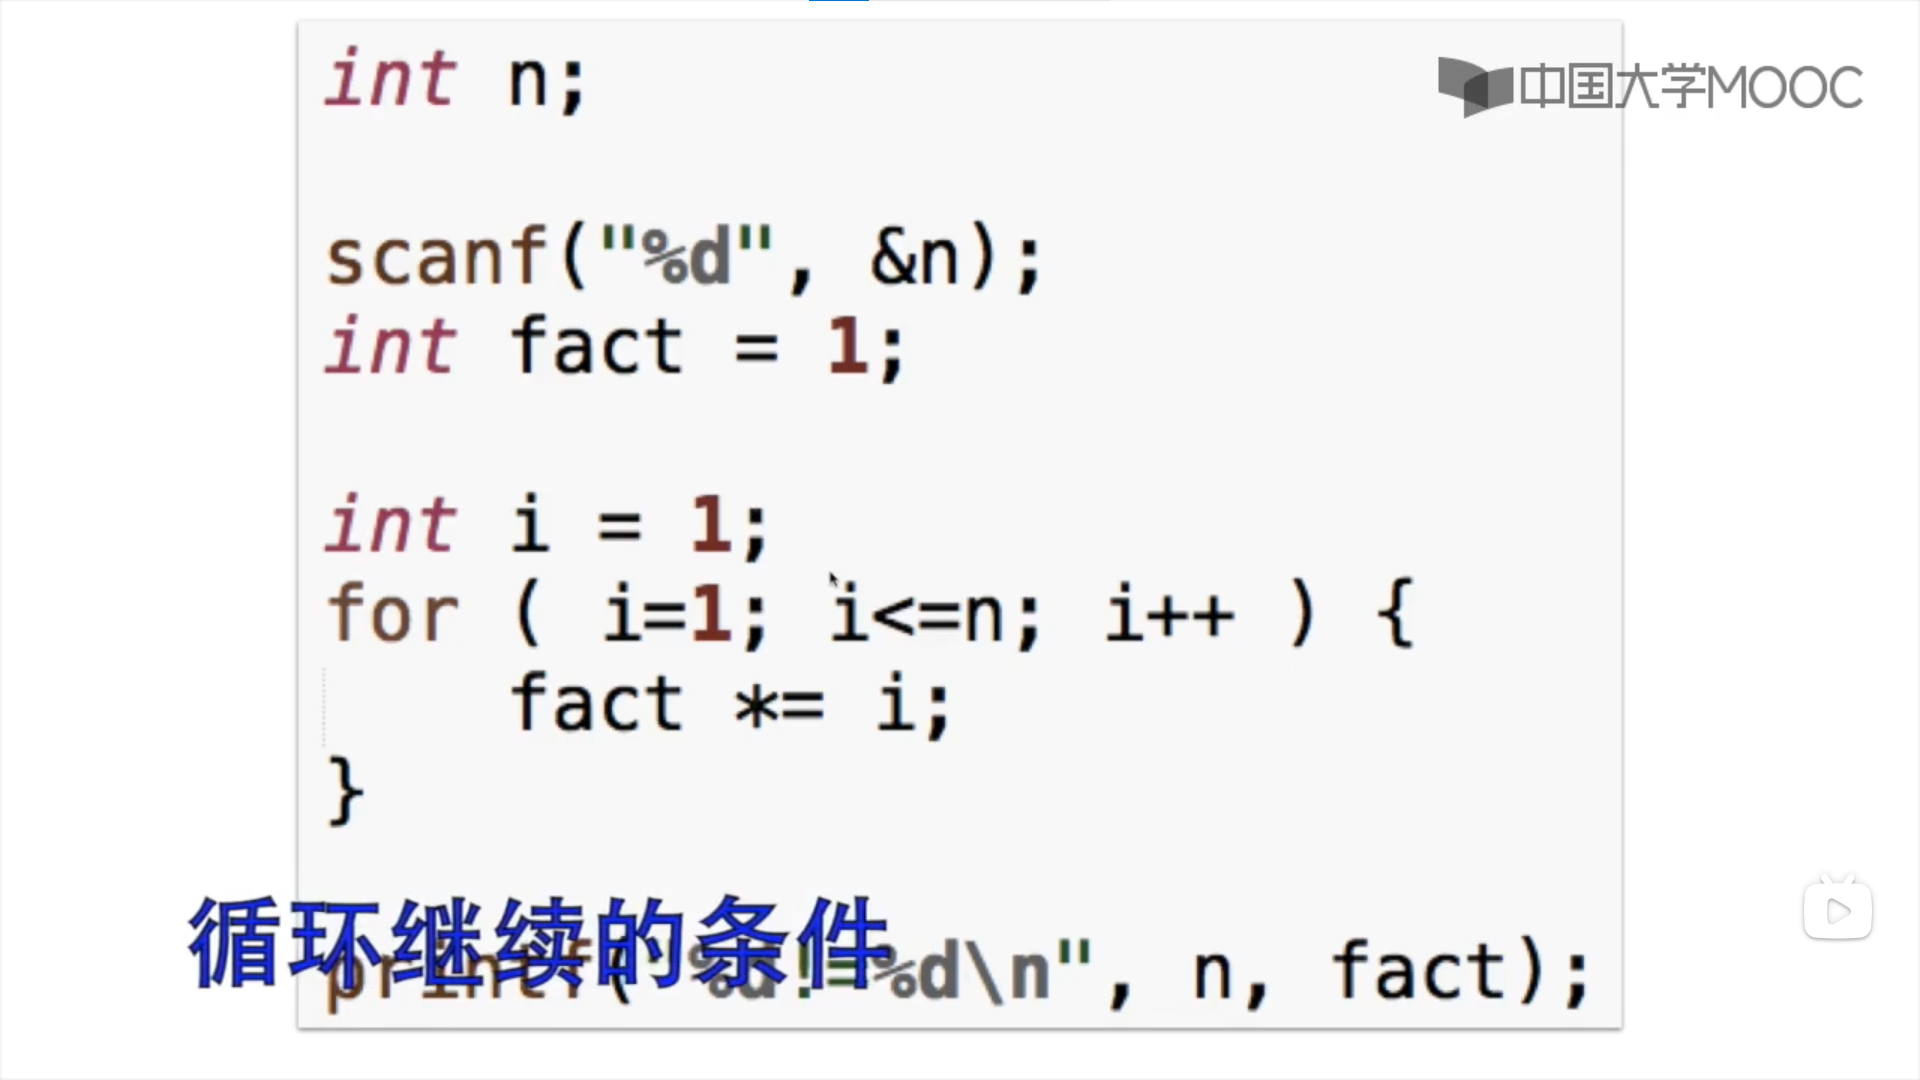 int n;
中国大学MOOC
scanf("%d", &n);
int fact = 1;
int i = 1;
for ( i=1; i<=n; i++ ) {
fact *= i;
}
循环继续的条件
printf("%d!=%d\n", n, fact);